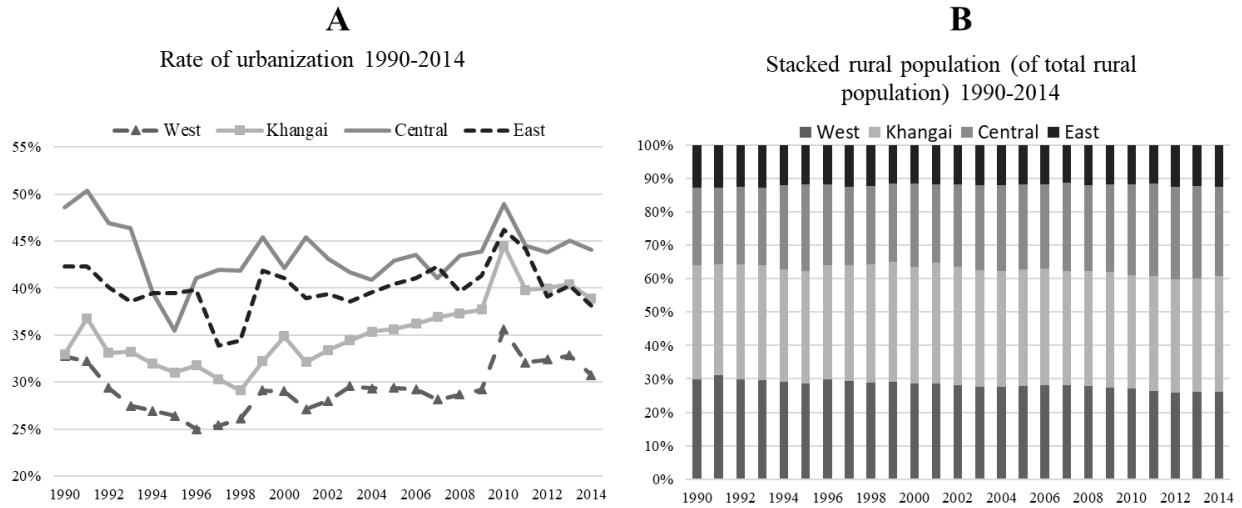 A
Rate of urbanization 1990-2014
West Khangai Central East
55%
50%
45%
40%
35%
30%
25%
20%
1990 1992 1994 1996 1998 2000 2002 2004 2006 2008 2010 2012 2014
B
Stacked rural population (of total rural
population) 1990-2014
West Khangai Central East
100%
90%
80%
70%
60%
50%
40%
30%
20%
10%
0%
1990 1992 1994 1996 1998 2000 2002 2004 2006 2008 2010 2012 2014